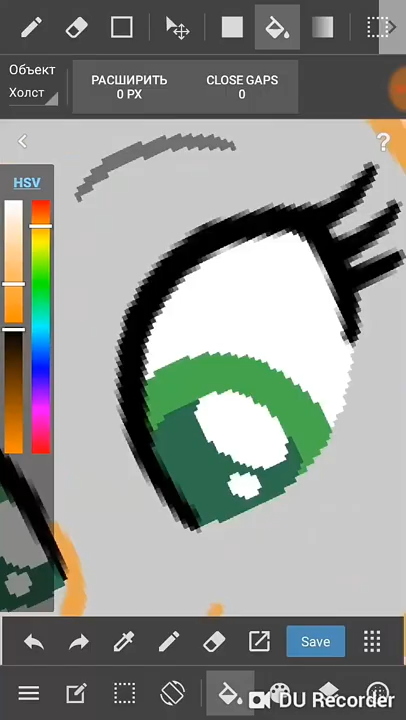 Объект
Холст
РАСШИРИТЬ
0 PX
CLOSE GAPS
0
?
HSV
Save
DU Recorder